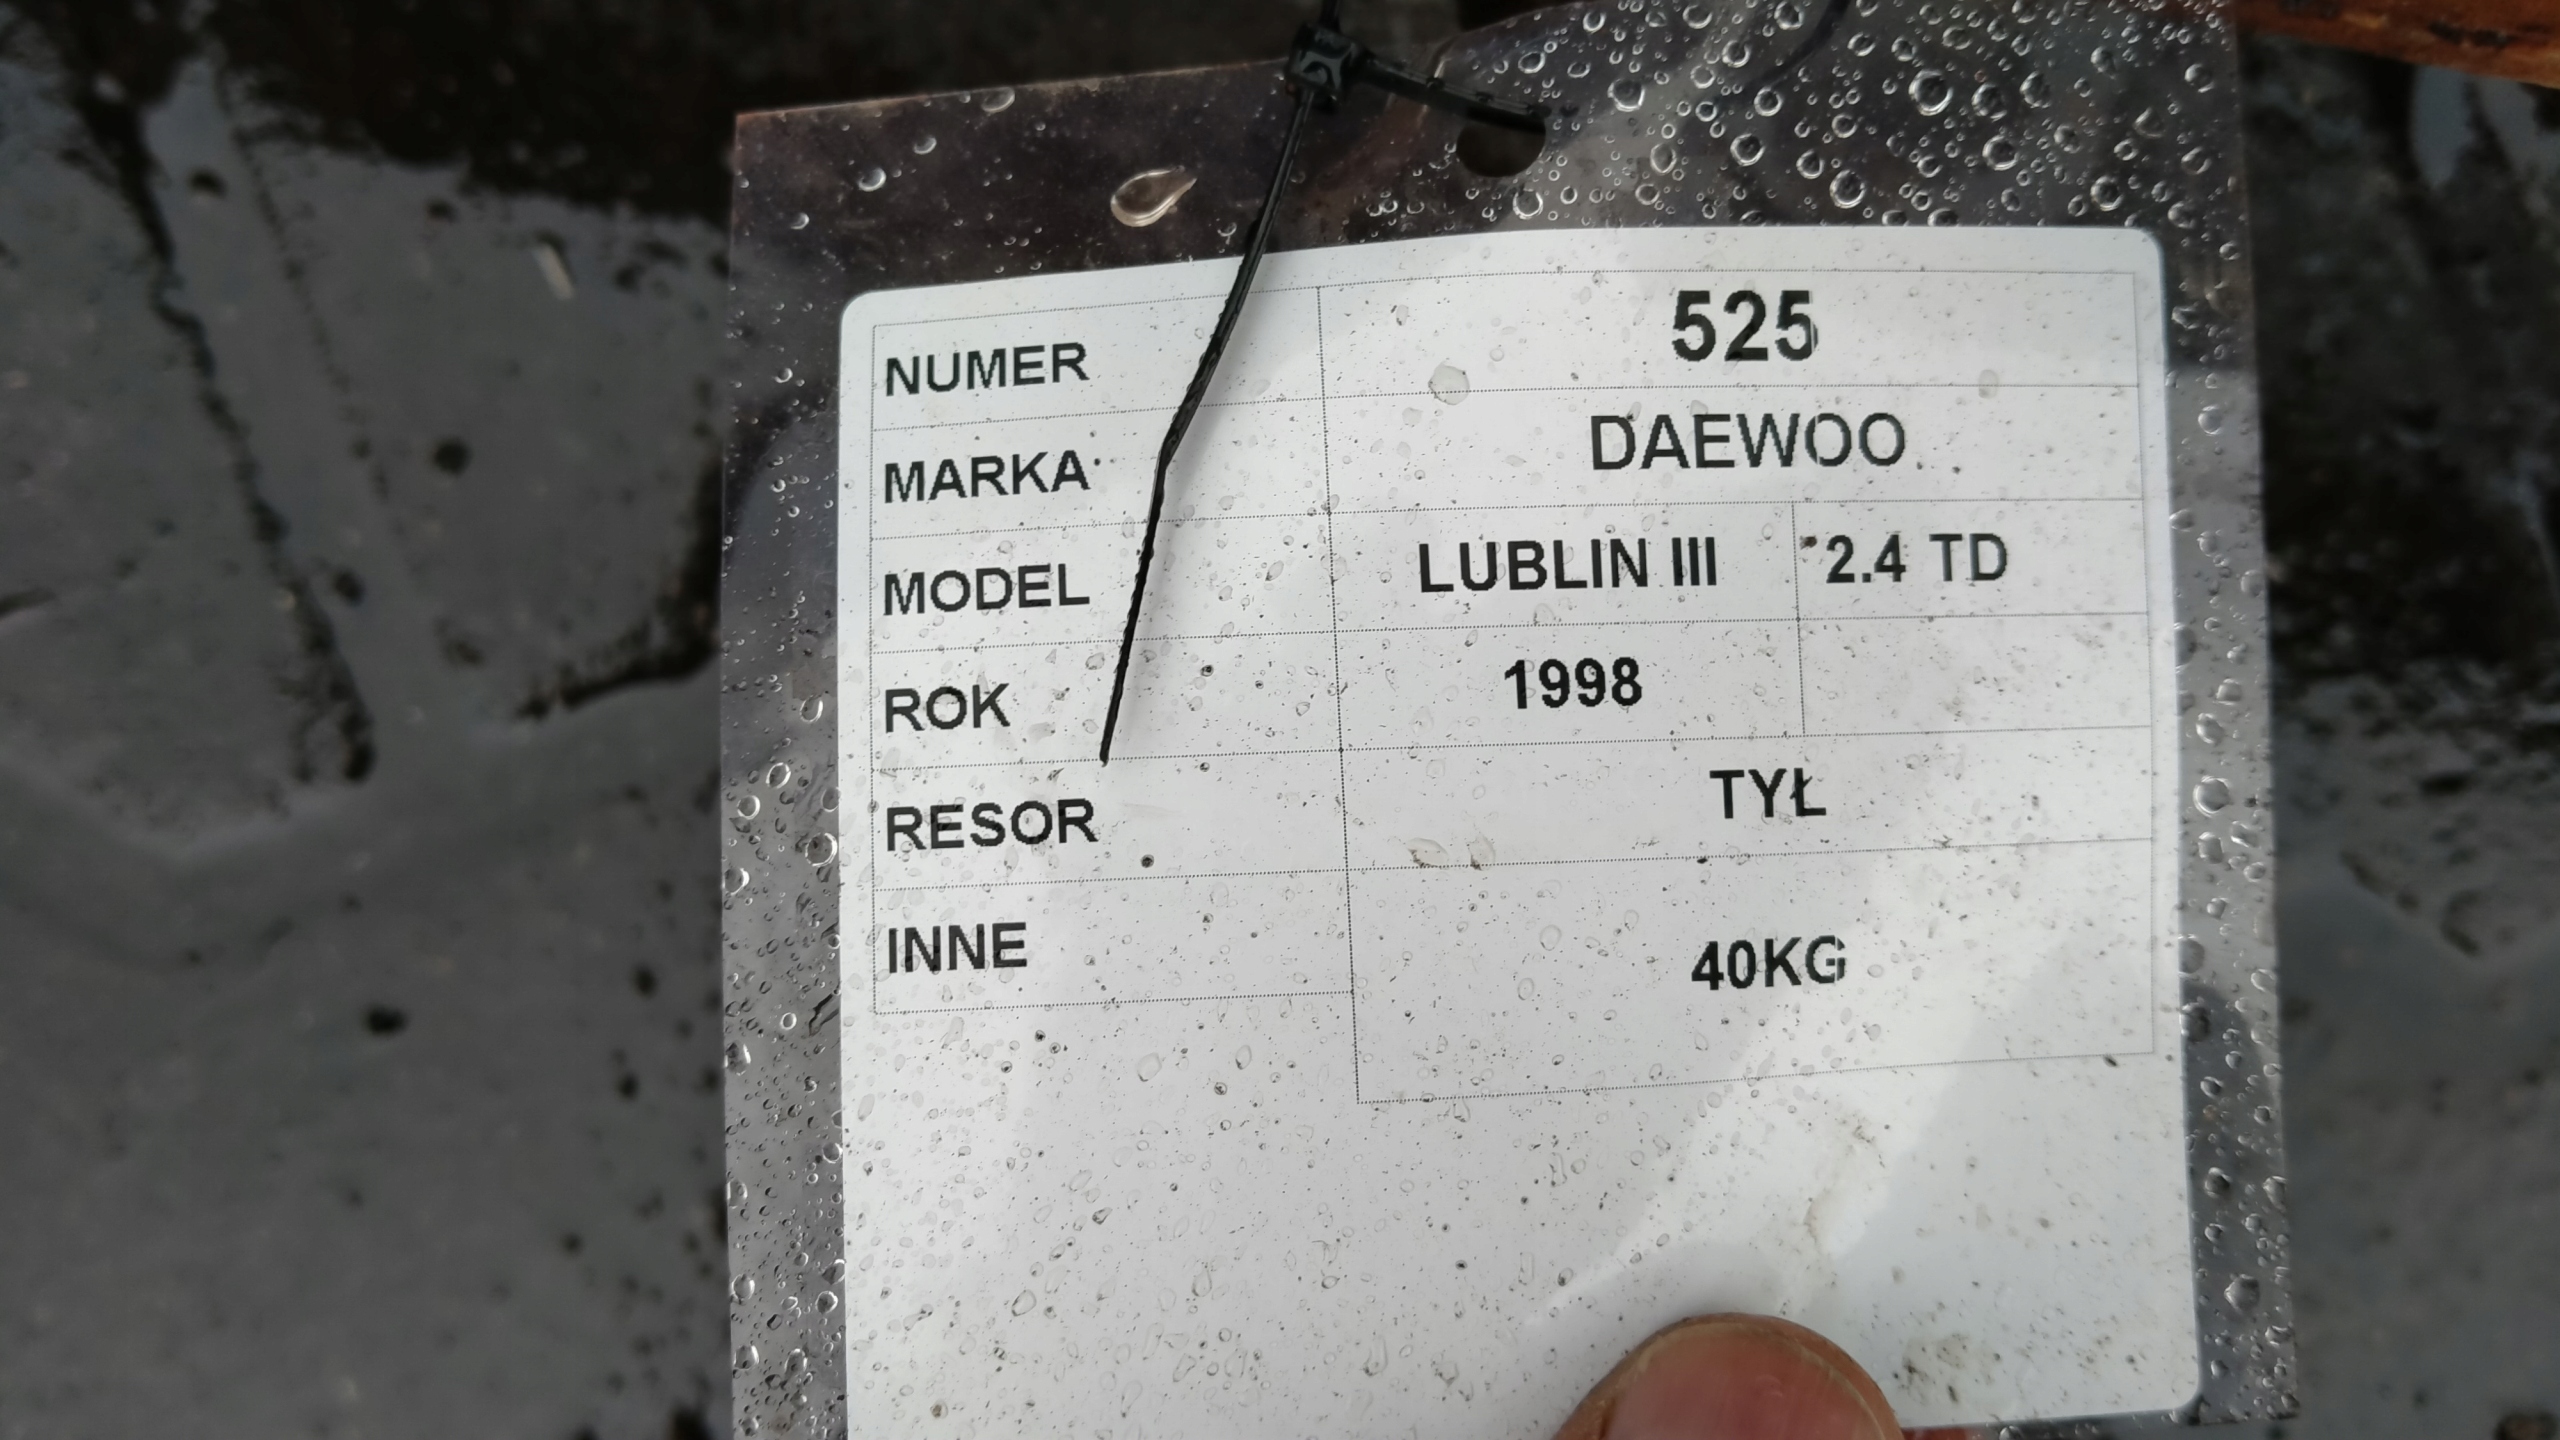 NUMER 525
MARKA DAEWOO
MODEL LUBLIN III 2.4 TD
ROK 1998
RESOR TYŁ
INNE 40KG